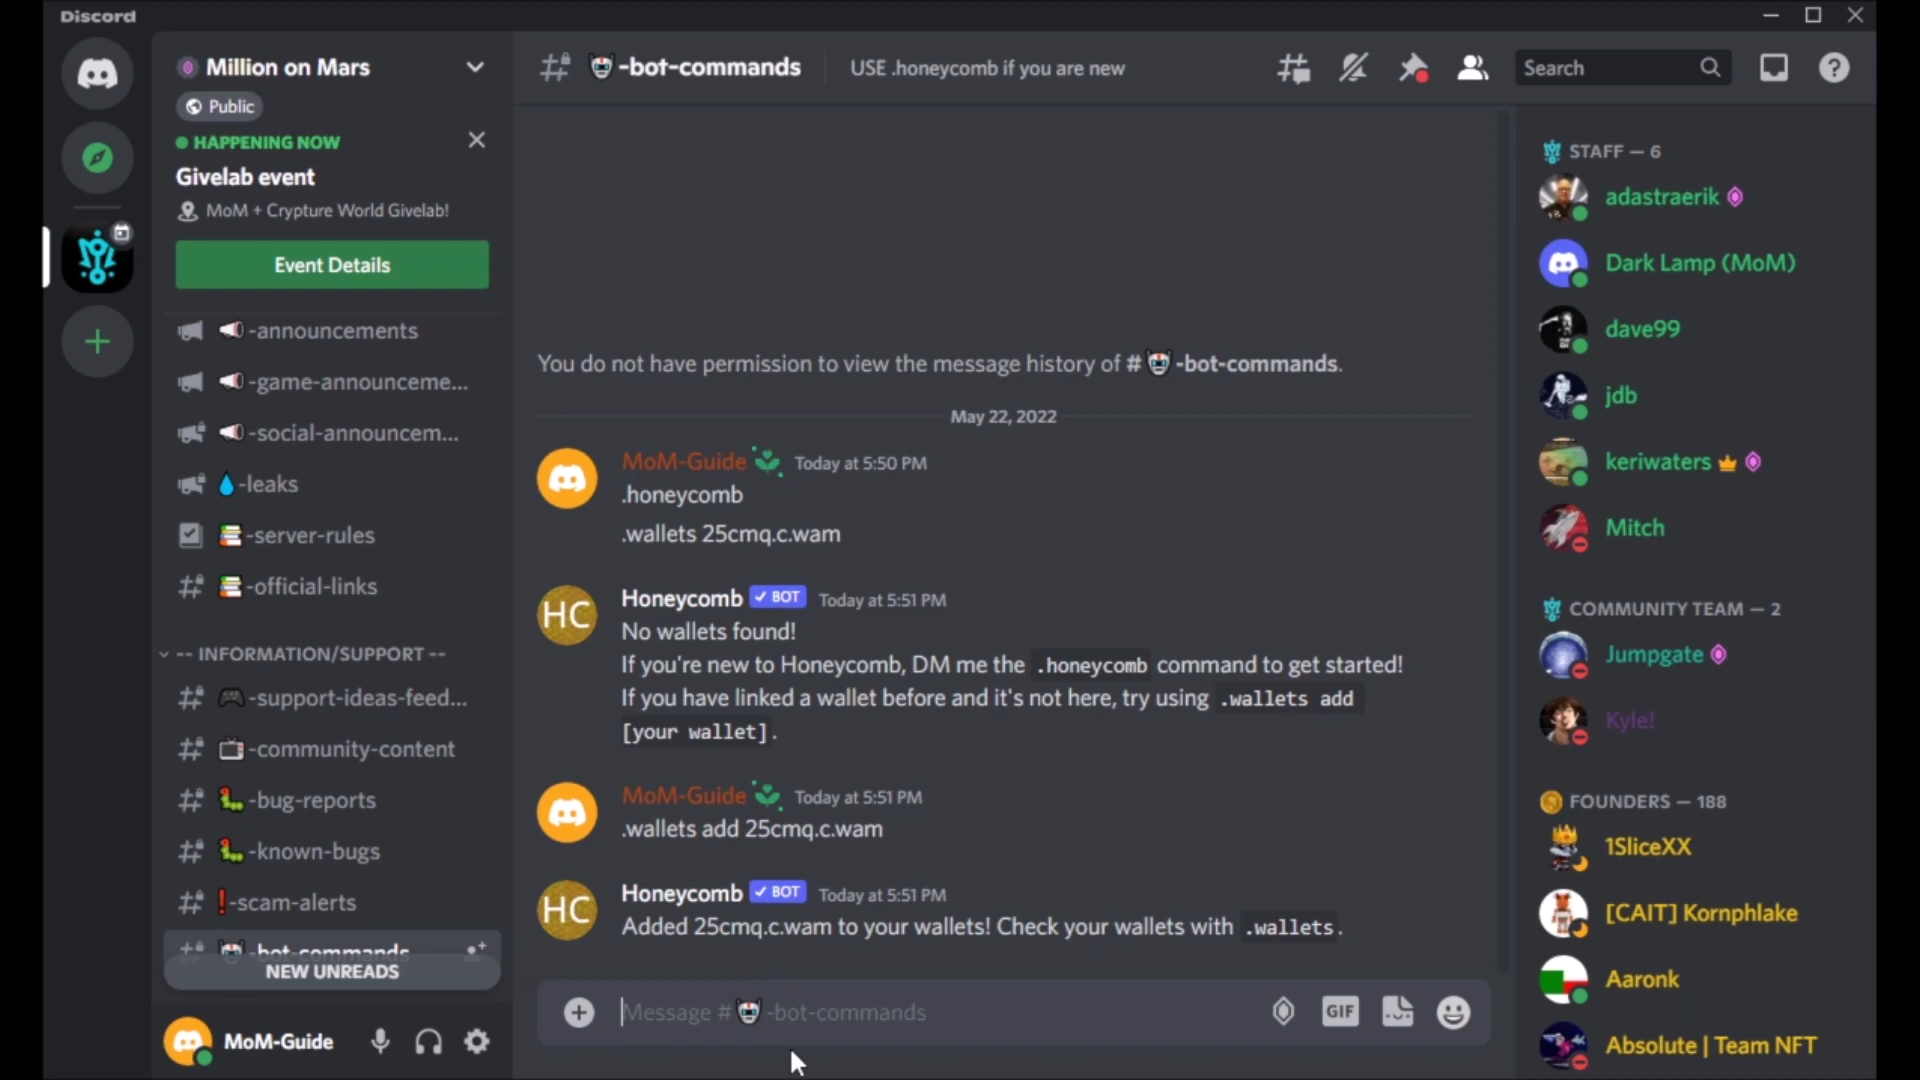 Discord
Million on Mars
Public
HAPPENING NOW
Givelab event
MoM + Crypture World Givelab!
Event Details
-announcements
-game-announceme...
-social-announcem...
-leaks
-server-rules
-official-links
-- INFORMATION/SUPPORT --
-support-ideas-feed...
-community-content
-bug-reports
-known-bugs
-scam-alerts
-bot-commands
NEW UNREADS
MoM-Guide
-bot-commands
USE .honeycomb if you are new
Search
You do not have permission to view the message history of # -bot-commands.
May 22, 2022
MoM-Guide Today at 5:50 PM
.honeycomb
.wallets 25cmq.c.wam
HC
Honeycomb BOT Today at 5:51 PM
No wallets found!
If you're new to Honeycomb, DM me the .honeycomb command to get started!
If you have linked a wallet before and it's not here, try using .wallets add
[your wallet].
MoM-Guide Today at 5:51 PM
.wallets add 25cmq.c.wam
HC
Honeycomb BOT Today at 5:51 PM
Added 25cmq.c.wam to your wallets! Check your wallets with .wallets.
Message # -bot-commands
GIF
STAFF — 6
adastraerik
Dark Lamp (MoM)
dave99
jdb
keriwaters
Mitch
COMMUNITY TEAM — 2
Jumpgate
Kyle!
FOUNDERS — 188
1SliceXX
[CAIT] Kornphlake
Aaronk
Absolute | Team NFT